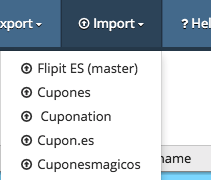 xport Import ? Hel
Flipit ES (master)
Cupones
Cuponation
Cupon.es
Cuponesmagicos
name